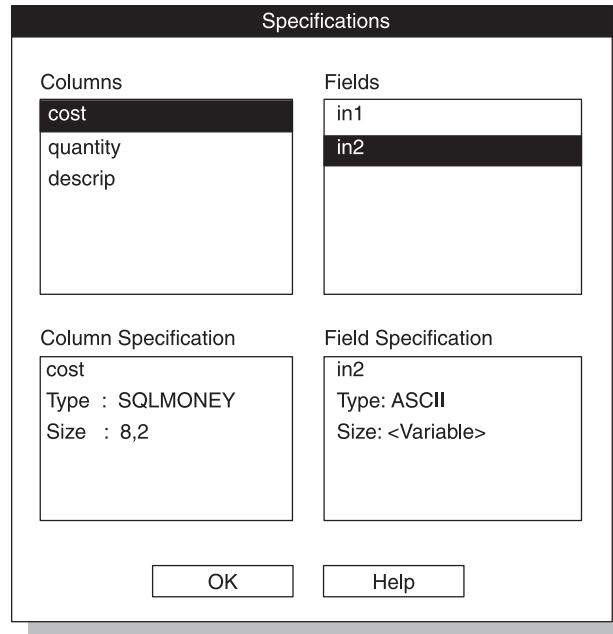 Specifications
Columns
cost
quantity
descrip
Fields
in1
in2
Column Specification
cost
Type : SQLMONEY
Size : 8,2
Field Specification
in2
Type: ASCII
Size: <Variable>
OK
Help